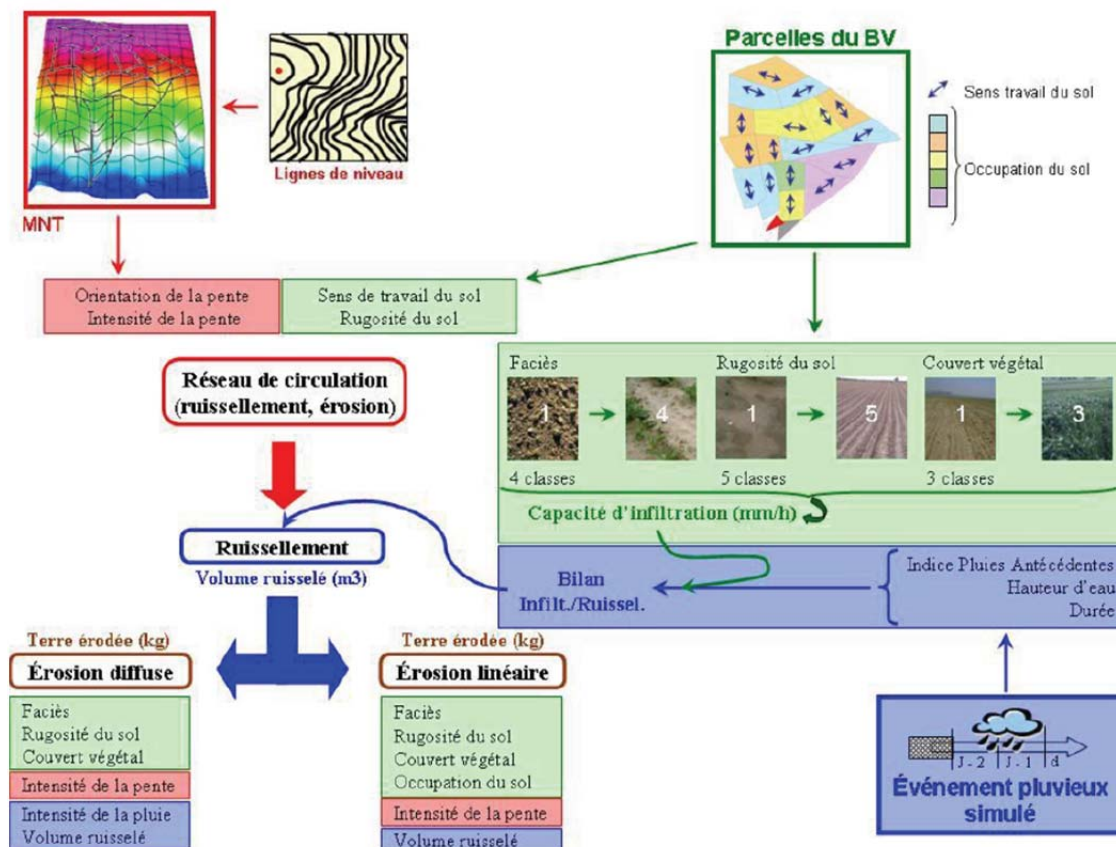 Parcelles du BV
Sens travail du sol
Occupation du sol
Lignes de niveau
MNT
Orientation de la pente
Intensité de la pente
Sens de travail du sol
Rugosité du sol
Réseau de circulation
(ruissellement, érosion)
Faciès
Rugosité du sol
Couvert végétal
1
4
1
5
1
3
4 classes
5 classes
3 classes
Capacité d'infiltration (mm/h)
Ruissellement
Volume ruisselé (m3)
Bilan
Infilt./Ruissel.
Indice Pluies Antécédentes
Hauteur d'eau
Durée
Terre érodée (kg)
Érosion diffuse
Faciès
Rugosité du sol
Couvert végétal
Intensité de la pente
Intensité de la pluie
Volume ruisselé
Terre érodée (kg)
Érosion linéaire
Faciès
Rugosité du sol
Couvert végétal
Occupation du sol
Intensité de la pente
Volume ruisselé
J - 2
J - 1
d
Événement pluvieux
simulé